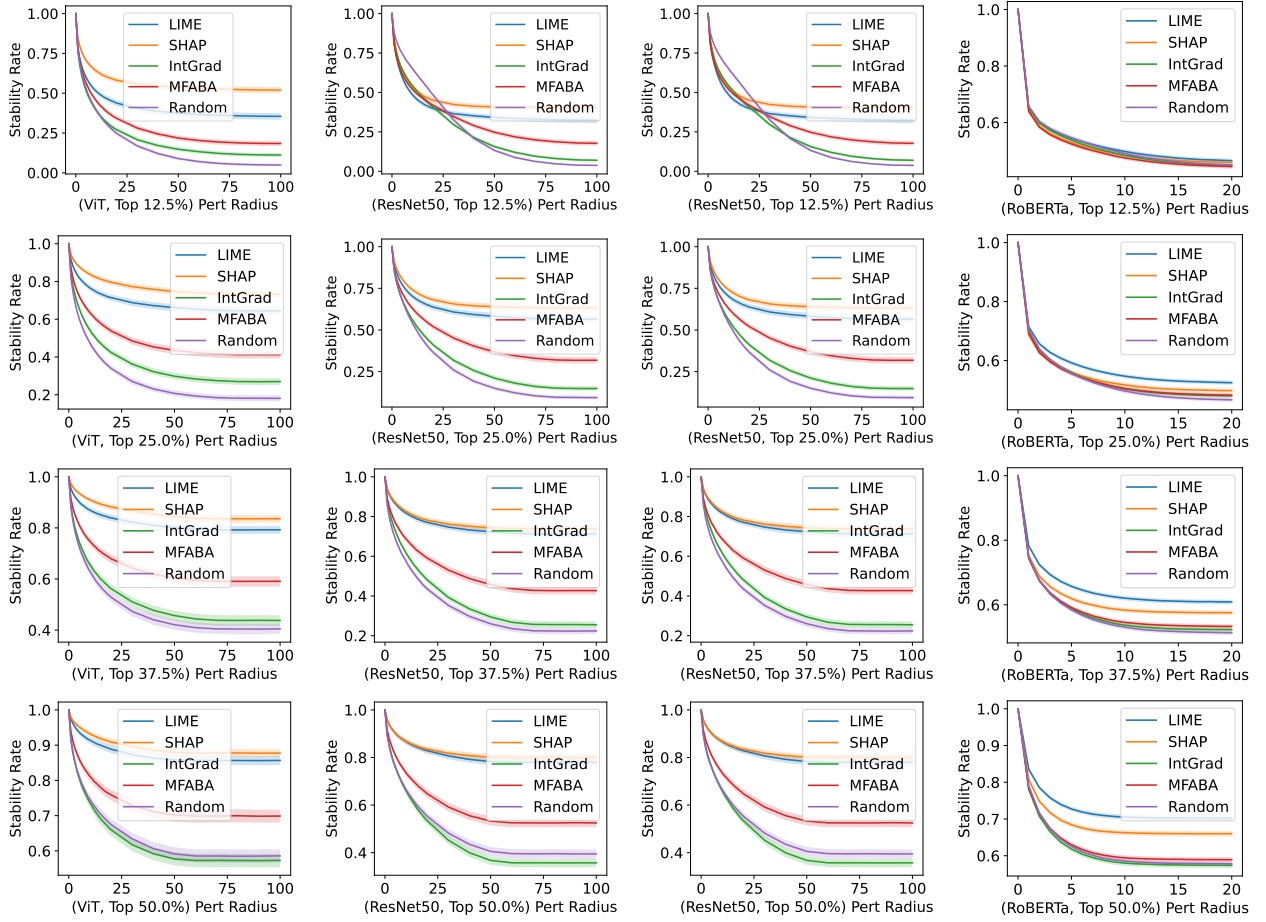 Stability Rate
1.00
0.75
0.50
0.25
0.00
LIME
SHAP
IntGrad
MFABA
Random
0 25 50 75 100
(ViT, Top 12.5%) Pert Radius
Stability Rate
1.00
0.75
0.50
0.25
0.00
LIME
SHAP
IntGrad
MFABA
Random
0 25 50 75 100
(ResNet50, Top 12.5%) Pert Radius
Stability Rate
1.00
0.75
0.50
0.25
0.00
LIME
SHAP
IntGrad
MFABA
Random
0 25 50 75 100
(ResNet50, Top 12.5%) Pert Radius
Stability Rate
1.0
0.8
0.6
LIME
SHAP
IntGrad
MFABA
Random
0 5 10 15 20
(RoBERTa, Top 12.5%) Pert Radius
Stability Rate
1.0
0.8
0.6
0.4
0.2
LIME
SHAP
IntGrad
MFABA
Random
0 25 50 75 100
(ViT, Top 25.0%) Pert Radius
Stability Rate
1.00
0.75
0.50
0.25
LIME
SHAP
IntGrad
MFABA
Random
0 25 50 75 100
(ResNet50, Top 25.0%) Pert Radius
Stability Rate
1.00
0.75
0.50
0.25
LIME
SHAP
IntGrad
MFABA
Random
0 25 50 75 100
(ResNet50, Top 25.0%) Pert Radius
Stability Rate
1.0
0.8
0.6
LIME
SHAP
IntGrad
MFABA
Random
0 5 10 15 20
(RoBERTa, Top 25.0%) Pert Radius
Stability Rate
1.0
0.8
0.6
0.4
LIME
SHAP
IntGrad
MFABA
Random
0 25 50 75 100
(ViT, Top 37.5%) Pert Radius
Stability Rate
1.0
0.8
0.6
0.4
0.2
LIME
SHAP
IntGrad
MFABA
Random
0 25 50 75 100
(ResNet50, Top 37.5%) Pert Radius
Stability Rate
1.0
0.8
0.6
0.4
0.2
LIME
SHAP
IntGrad
MFABA
Random
0 25 50 75 100
(ResNet50, Top 37.5%) Pert Radius
Stability Rate
1.0
0.8
0.6
LIME
SHAP
IntGrad
MFABA
Random
0 5 10 15 20
(RoBERTa, Top 37.5%) Pert Radius
Stability Rate
1.0
0.9
0.8
0.7
0.6
LIME
SHAP
IntGrad
MFABA
Random
0 25 50 75 100
(ViT, Top 50.0%) Pert Radius
Stability Rate
1.0
0.8
0.6
0.4
LIME
SHAP
IntGrad
MFABA
Random
0 25 50 75 100
(ResNet50, Top 50.0%) Pert Radius
Stability Rate
1.0
0.8
0.6
0.4
LIME
SHAP
IntGrad
MFABA
Random
0 25 50 75 100
(ResNet50, Top 50.0%) Pert Radius
Stability Rate
1.0
0.9
0.8
0.7
0.6
LIME
SHAP
IntGrad
MFABA
Random
0 5 10 15 20
(RoBERTa, Top 50.0%) Pert Radius